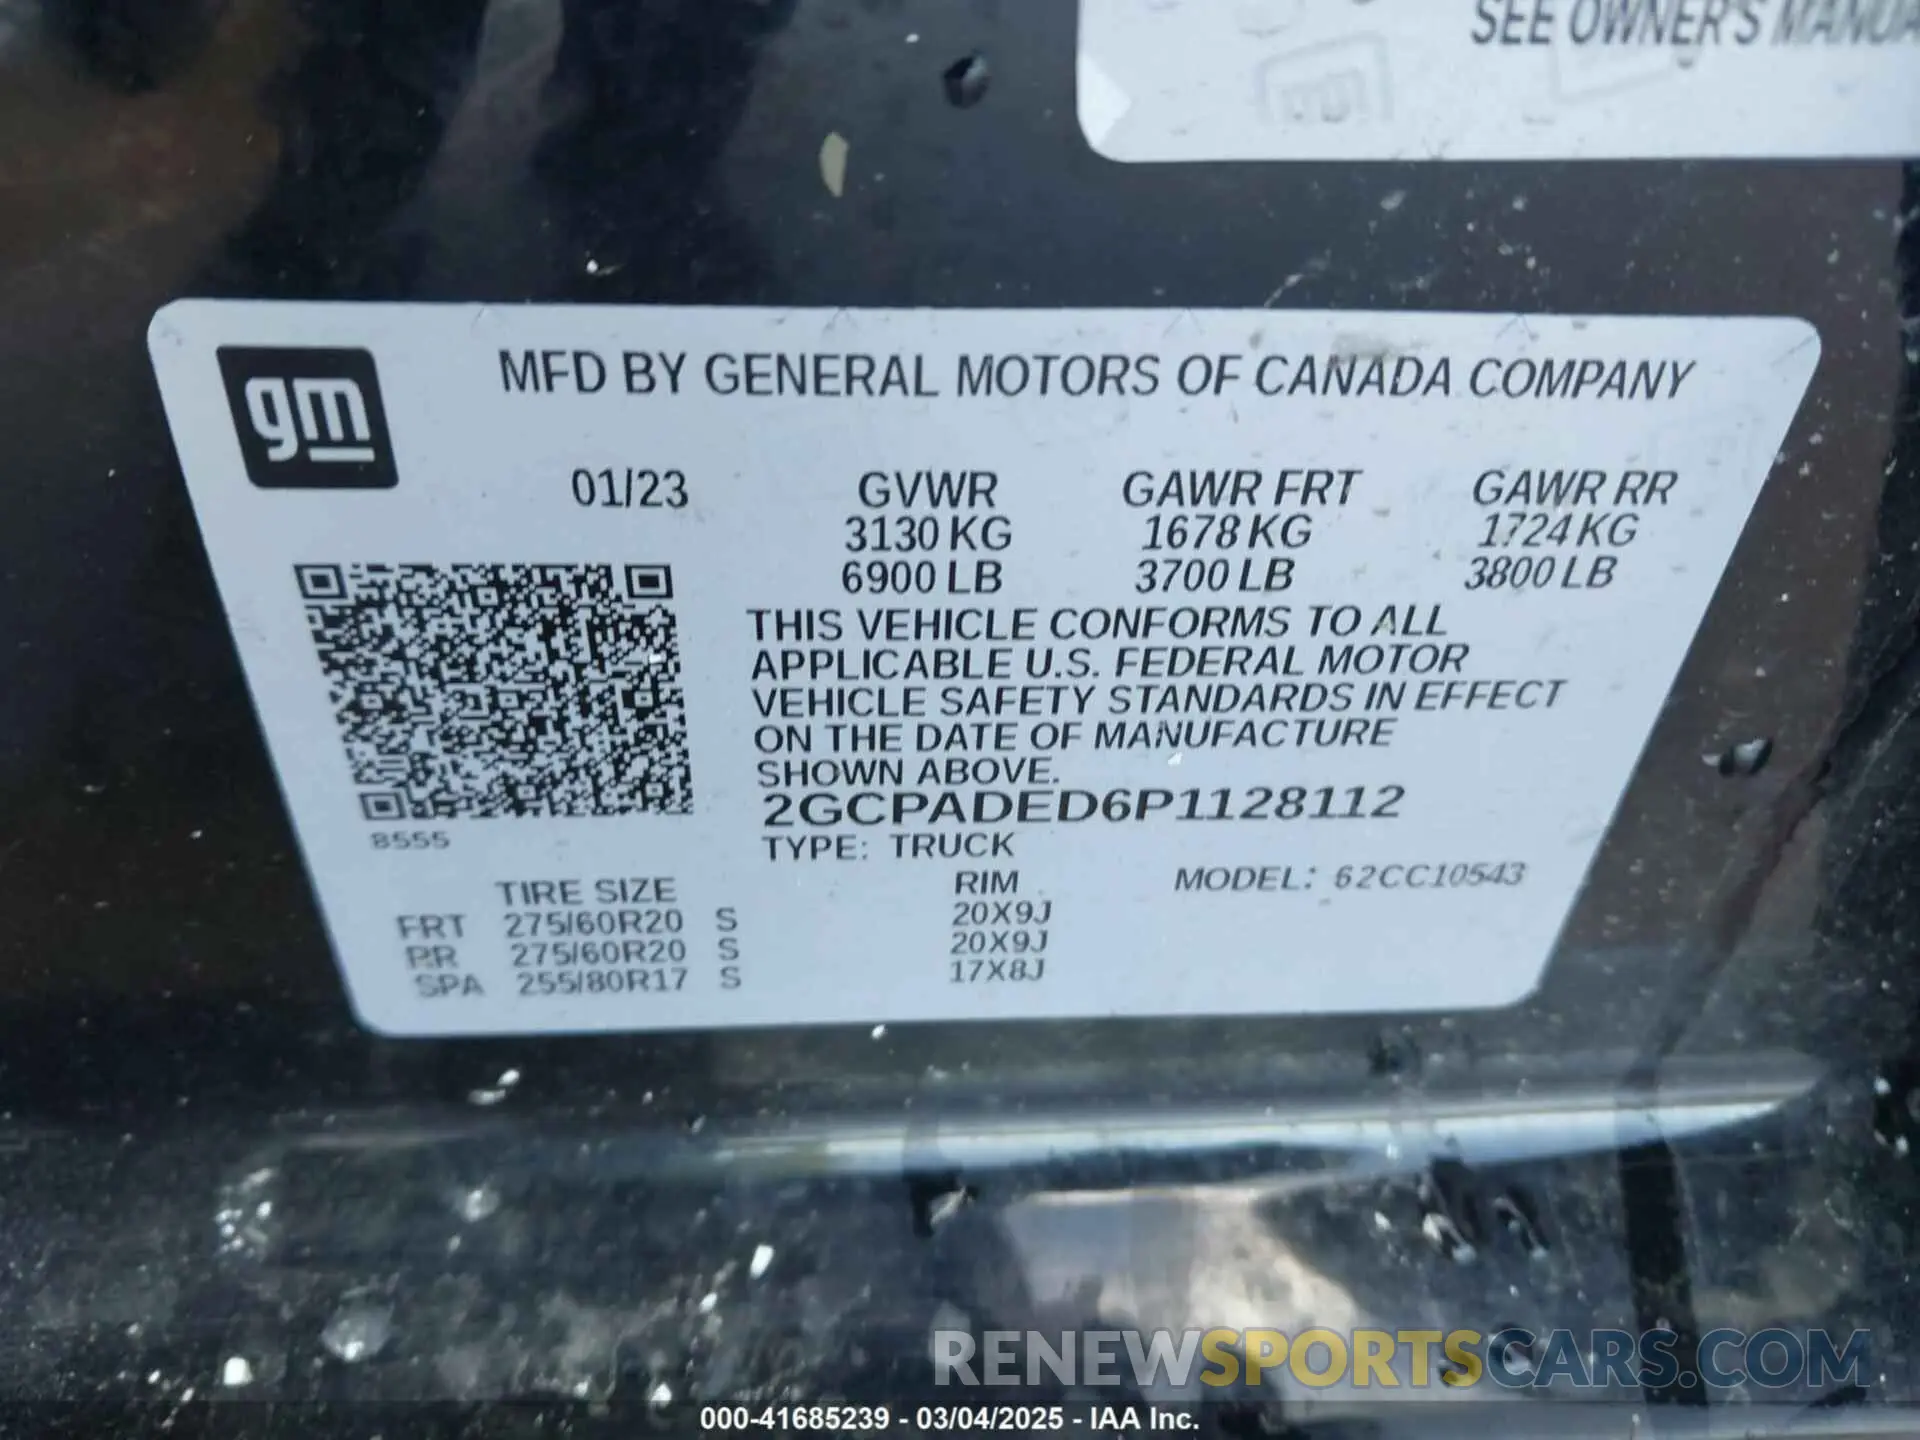 SEE OWNER'S MANUA
gm
MFD BY GENERAL MOTORS OF CANADA COMPANY
01/23 GVWR GAWR FRT GAWR RR
3130 KG 1678 KG 1724 KG
6900 LB 3700 LB 3800 LB
THIS VEHICLE CONFORMS TO ALL
APPLICABLE U.S. FEDERAL MOTOR
VEHICLE SAFETY STANDARDS IN EFFECT
ON THE DATE OF MANUFACTURE
SHOWN ABOVE.
2GCPADED6P1128112
8555
TYPE: TRUCK
MODEL: 62CC10543
TIRE SIZE RIM
FRT 275/60R20 S 20X9J
RR 275/60R20 S 20X9J
SPA 255/80R17 S 17X8J
RENEWSPORTSCARS.COM
000-41685239 - 03/04/2025 - IAA Inc.